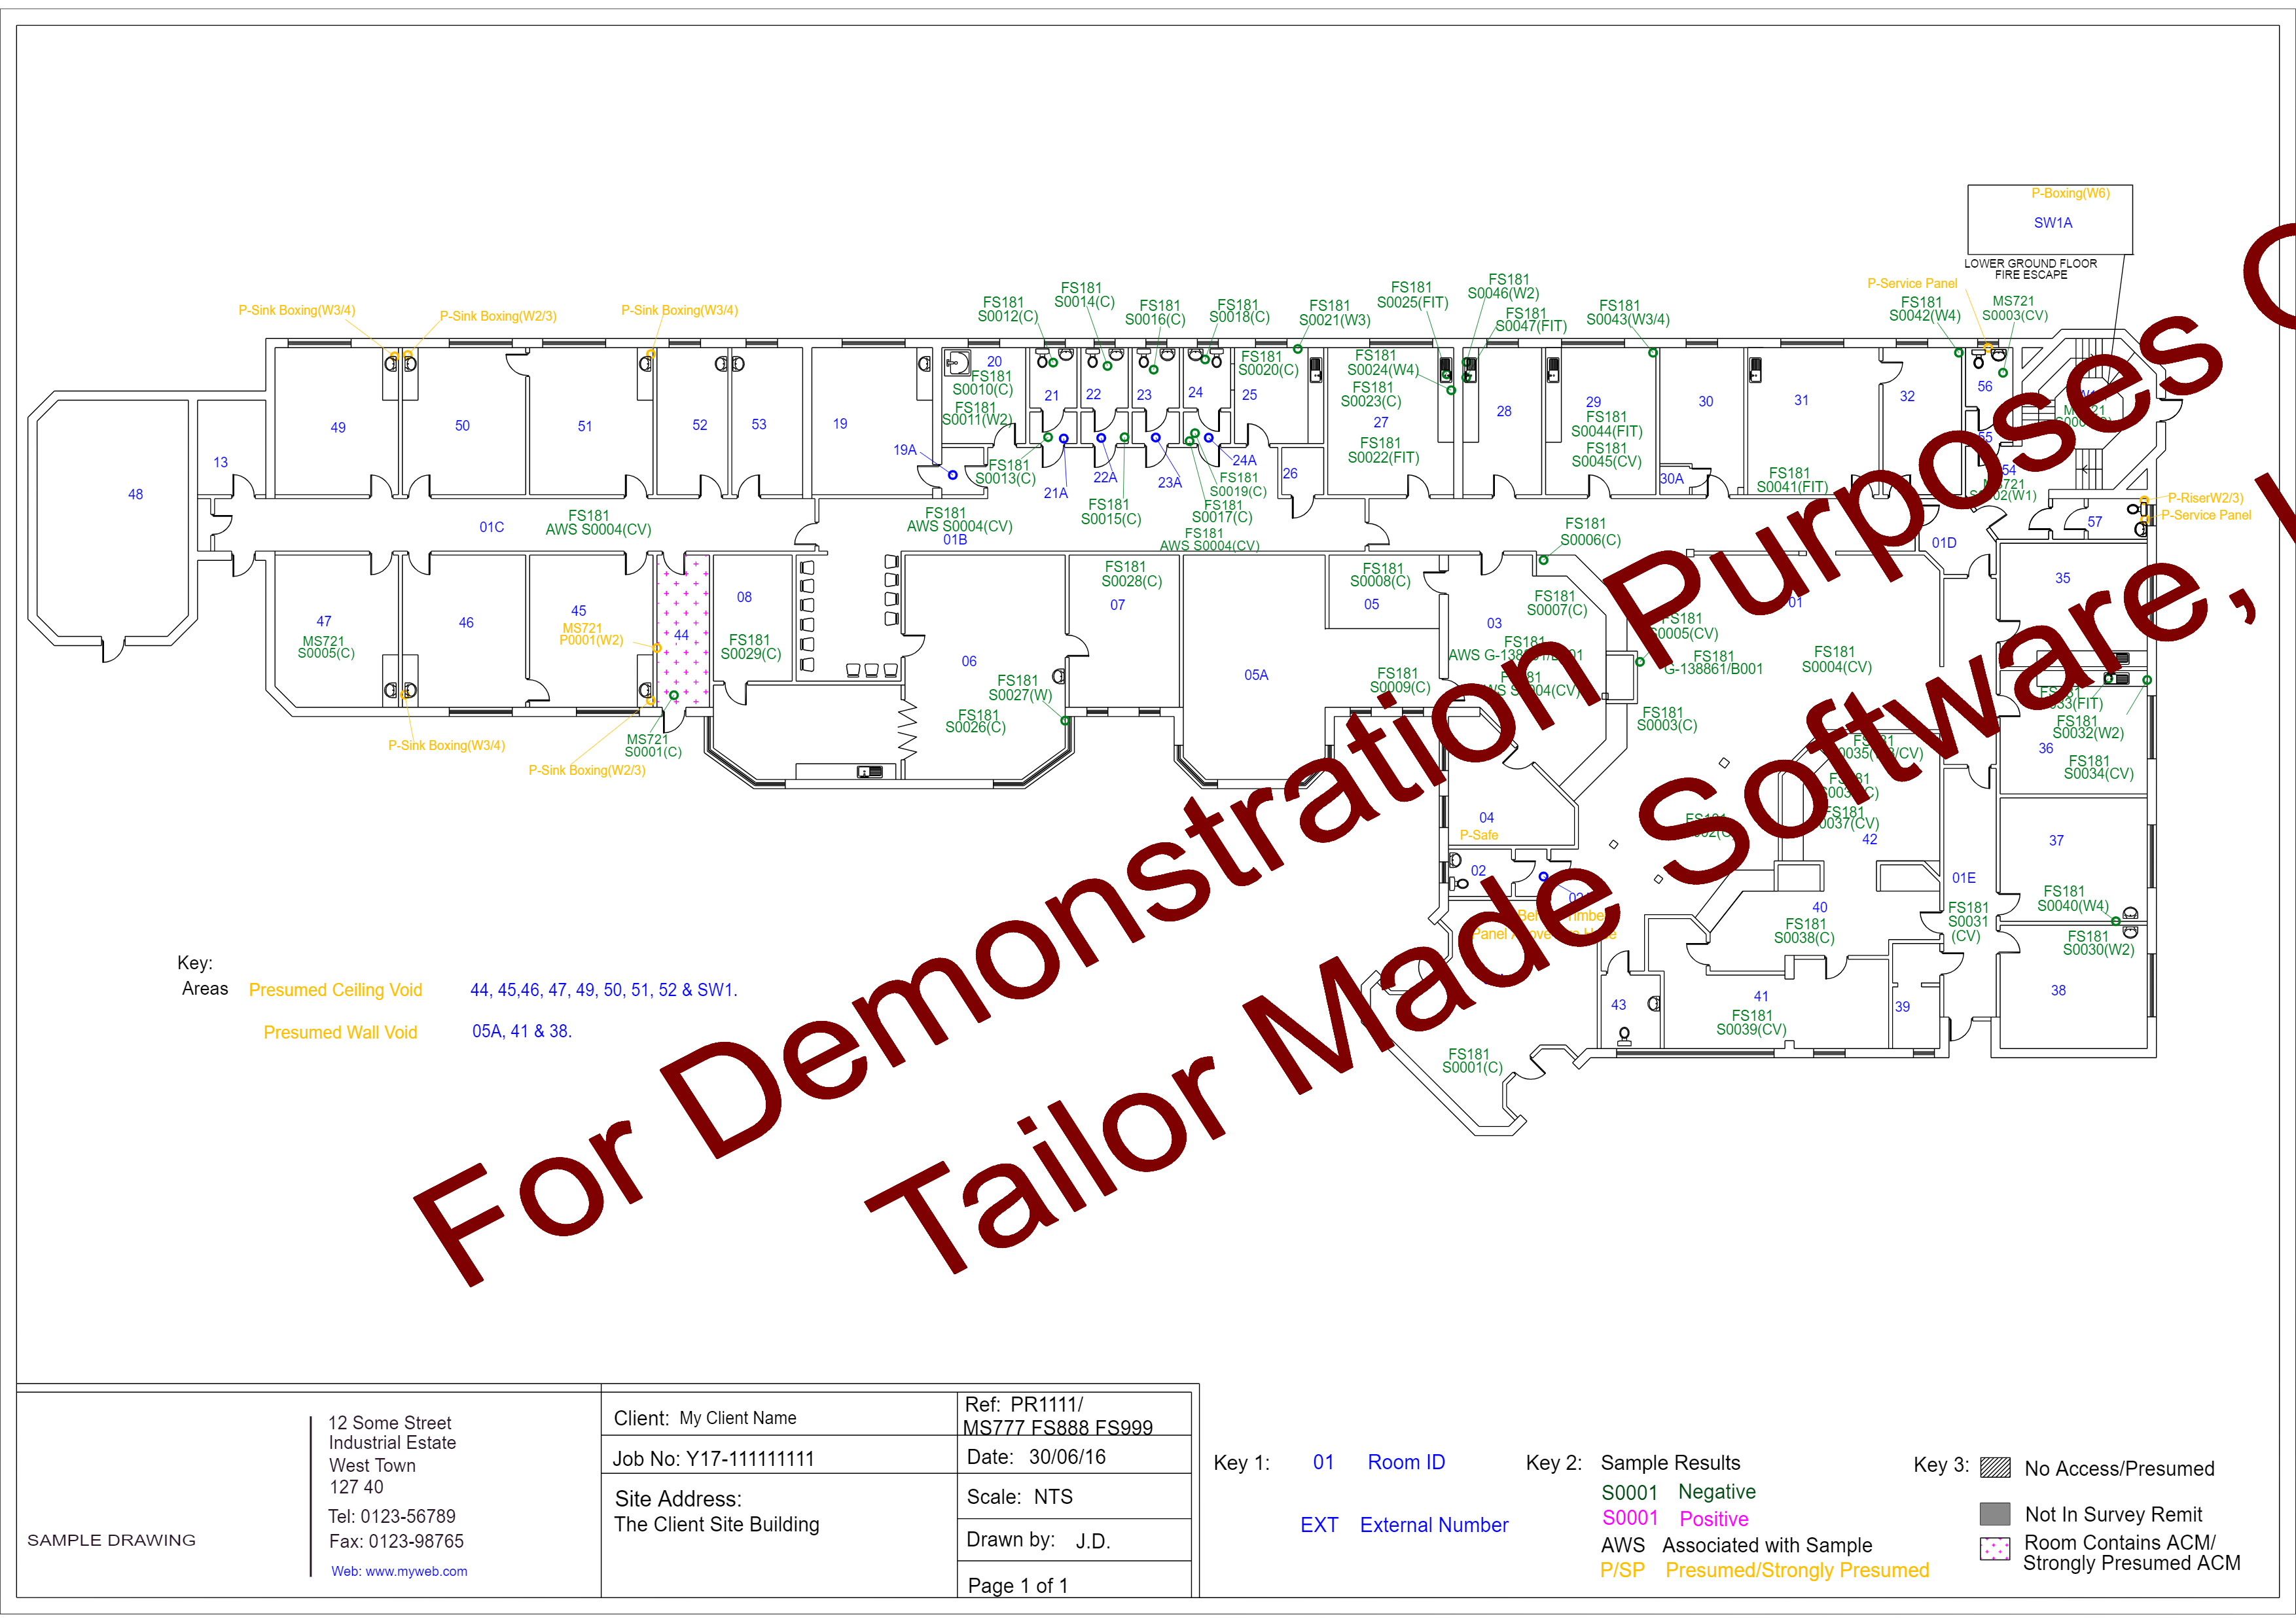 P-Boxing(W6)
SW1A
LOWER GROUND FLOOR
FIRE ESCAPE
P-Service Panel
FS181
S0042(W4)
MS721
S0003(CV)
P-Sink Boxing(W3/4)
P-Sink Boxing(W2/3)
P-Sink Boxing(W3/4)
FS181
S0012(C)
FS181
S0014(C)
FS181
S0016(C)
FS181
S0018(C)
FS181
S0021(W3)
FS181
S0025(FIT)
FS181
S0046(W2)
FS181
S0047(FIT)
FS181
S0043(W3/4)
48
13
49
50
51
52
53
19
19A
20
FS181
S0010(C)
FS181
S0011(W2)
FS181
S0013(C)
21
22
23
24
21A
22A
23A
24A
FS181
S0015(C)
FS181
S0019(C)
FS181
S0017(C)
FS181
S0020(C)
25
26
FS181
S0024(W4)
FS181
S0023(C)
27
FS181
S0022(FIT)
28
29
FS181
S0044(FIT)
FS181
S0045(CV)
30
30A
31
FS181
S0041(FIT)
32
56
55
54
MS721
S0002(W1)
P-RiserW2/3)
P-Service Panel
57
01C
FS181
AWS S0004(CV)
FS181
AWS S0004(CV)
01B
FS181
AWS S0004(CV)
FS181
S0006(C)
01D
35
47
MS721
S0005(C)
46
45
MS721
P0001(W2)
44
MS721
S0001(C)
08
FS181
S0029(C)
06
FS181
S0027(W)
FS181
S0026(C)
FS181
S0028(C)
07
05A
FS181
S0008(C)
05
FS181
S0009(C)
03
FS181
S0007(C)
FS181
FS181
S0005(CV)
FS181
G-138861/B001
01
FS181
S0004(CV)
FS181
S0003(C)
P-Sink Boxing(W3/4)
P-Sink Boxing(W2/3)
04
P-Safe
02
FS181
S0032(W2)
36
FS181
S0034(CV)
42
37
FS181
S0040(W4)
FS181
S0030(W2)
38
01E
FS181
S0031
(CV)
40
FS181
S0038(C)
41
FS181
S0039(CV)
39
43
FS181
S0001(C)
For Demonstration Purposes
Tailor Made Software,
Key:
Areas
Presumed Ceiling Void 44, 45,46, 47, 49, 50, 51, 52 & SW1.
Presumed Wall Void 05A, 41 & 38.
SAMPLE DRAWING
12 Some Street
Industrial Estate
West Town
127 40
Tel: 0123-56789
Fax: 0123-98765
Web: www.myweb.com
Client: My Client Name
Job No: Y17-111111111
Site Address:
The Client Site Building
Ref: PR1111/
MS777 FS888 FS999
Date: 30/06/16
Scale: NTS
Drawn by: J.D.
Page 1 of 1
Key 1: 01 Room ID
EXT External Number
Key 2: Sample Results
S0001 Negative
S0001 Positive
AWS Associated with Sample
P/SP Presumed/Strongly Presumed
Key 3: No Access/Presumed
Not In Survey Remit
Room Contains ACM/
Strongly Presumed ACM